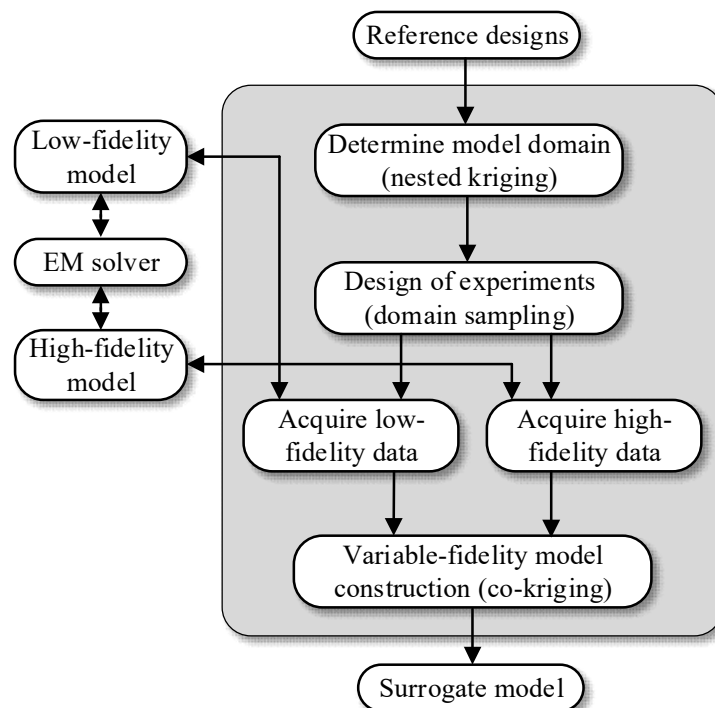 Reference designs
Determine model domain
(nested kriging)
Low-fidelity
model
EM solver
High-fidelity
model
Design of experiments
(domain sampling)
Acquire low-
fidelity data
Acquire high-
fidelity data
Variable-fidelity model
construction (co-kriging)
Surrogate model